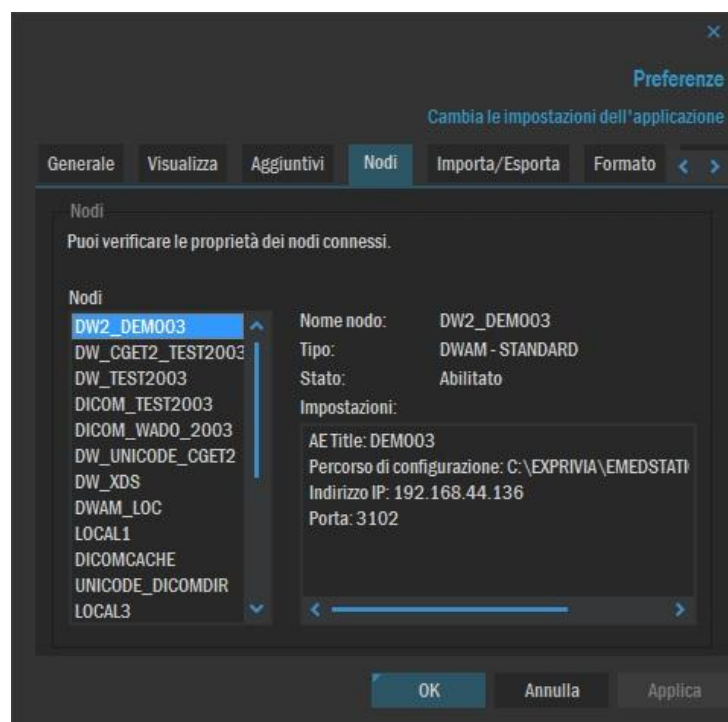 Preferenze
Cambia le impostazioni dell'applicazione
Generale Visualizza Aggiuntivi Nodi Importa/Esporta Formato
Nodi
Puoi verificare le proprietà dei nodi connessi.
Nodi
DW2_DEMO03
DW_CGET2_TEST2003
DW_TEST2003
DICOM_TEST2003
DICOM_WADO_2003
DW_UNICODE_CGET2
DW_XDS
DWAM_LOC
LOCAL1
DICOMCACHE
UNICODE_DICOMDIR
LOCAL3
Nome nodo: DW2_DEMO03
Tipo: DWAM - STANDARD
Stato: Abilitato
Impostazioni:
AE Title: DEMO03
Percorso di configurazione: C:\EXPRIVIA\EMEDSTATI
Indirizzo IP: 192.168.44.136
Porta: 3102
OK Annulla Applica